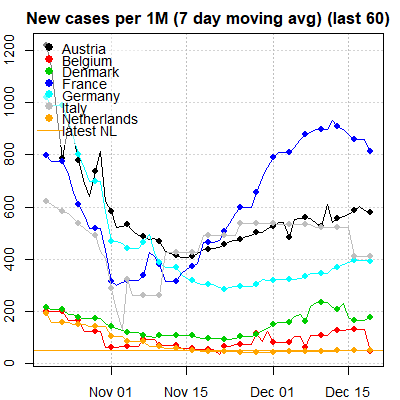 New cases per 1M (7 day moving avg) (last 60)
1200
1000
800
600
400
200
0
Austria
Belgium
Denmark
France
Germany
Italy
Netherlands
latest NL
Nov 01
Nov 15
Dec 01
Dec 15